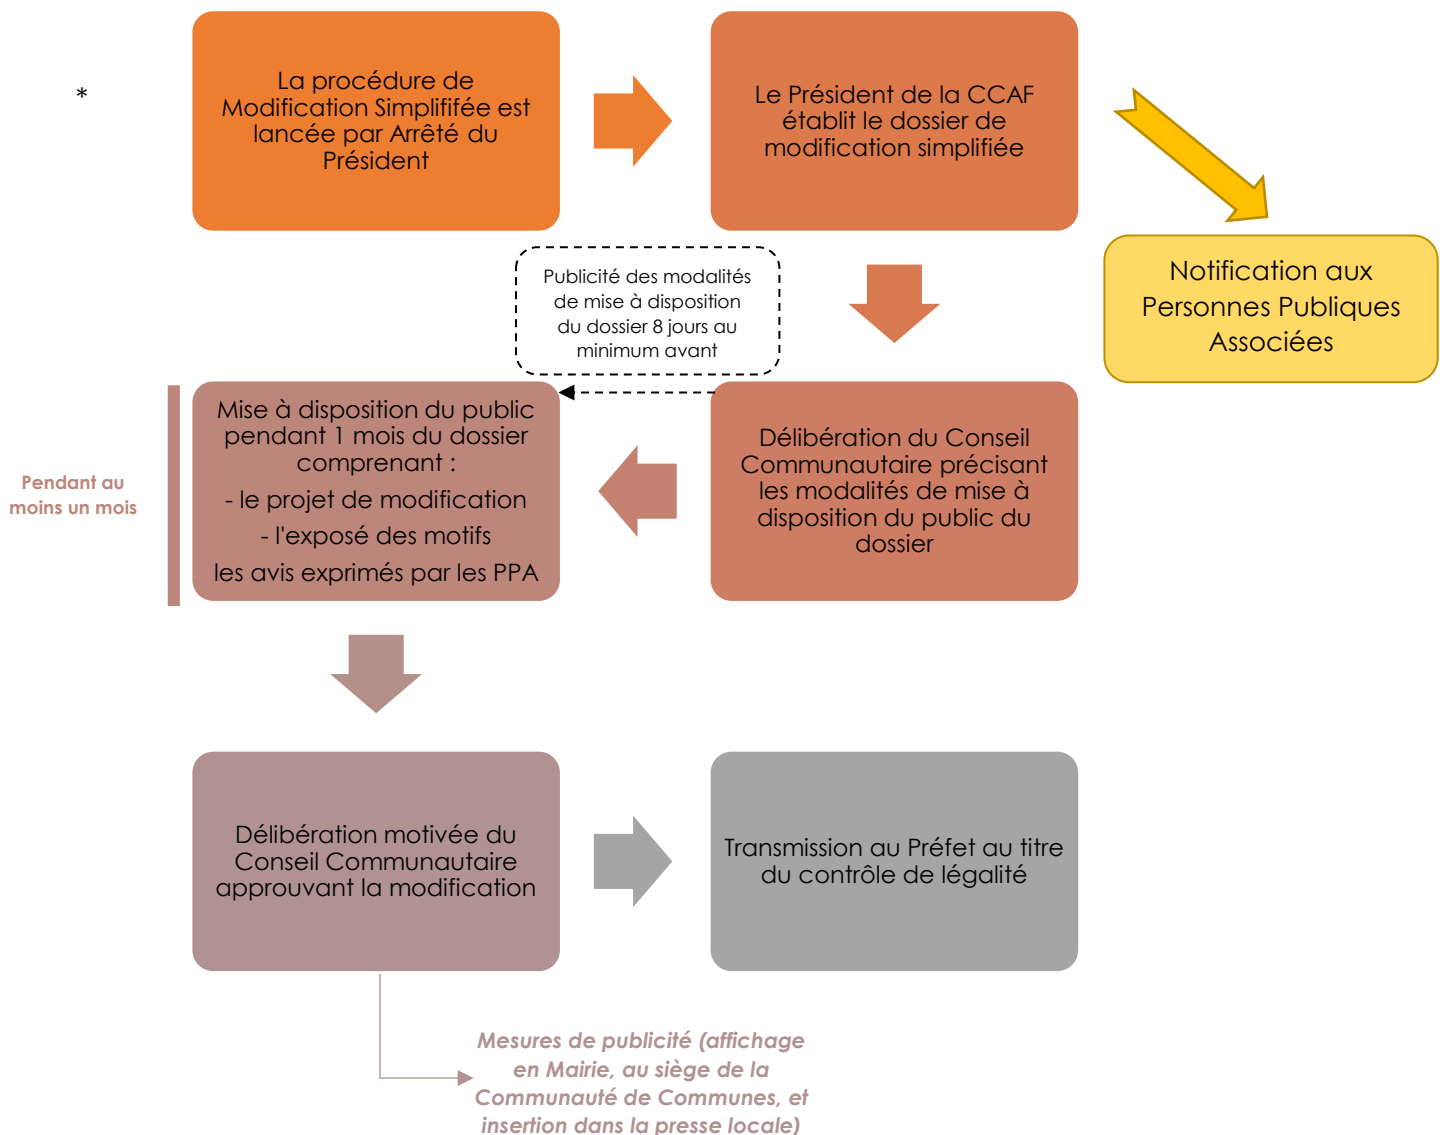 *
La procédure de
Modification Simplififée est
lancée par Arrêté du
Président
Le Président de la CCAF
établit le dossier de
modification simplifiée
Notification aux
Personnes Publiques
Associées
Publicité des modalités
de mise à disposition
du dossier 8 jours au
minimum avant
Délibération du Conseil
Communautaire précisant
les modalités de mise à
disposition du public du
dossier
Mise à disposition du public
pendant 1 mois du dossier
comprenant :
- le projet de modification
- l'exposé des motifs
les avis exprimés par les PPA
Pendant au
moins un mois
Délibération motivée du
Conseil Communautaire
approuvant la modification
Transmission au Préfet au titre
du contrôle de légalité
Mesures de publicité (affichage
en Mairie, au siège de la
Communauté de Communes, et
insertion dans la presse locale)